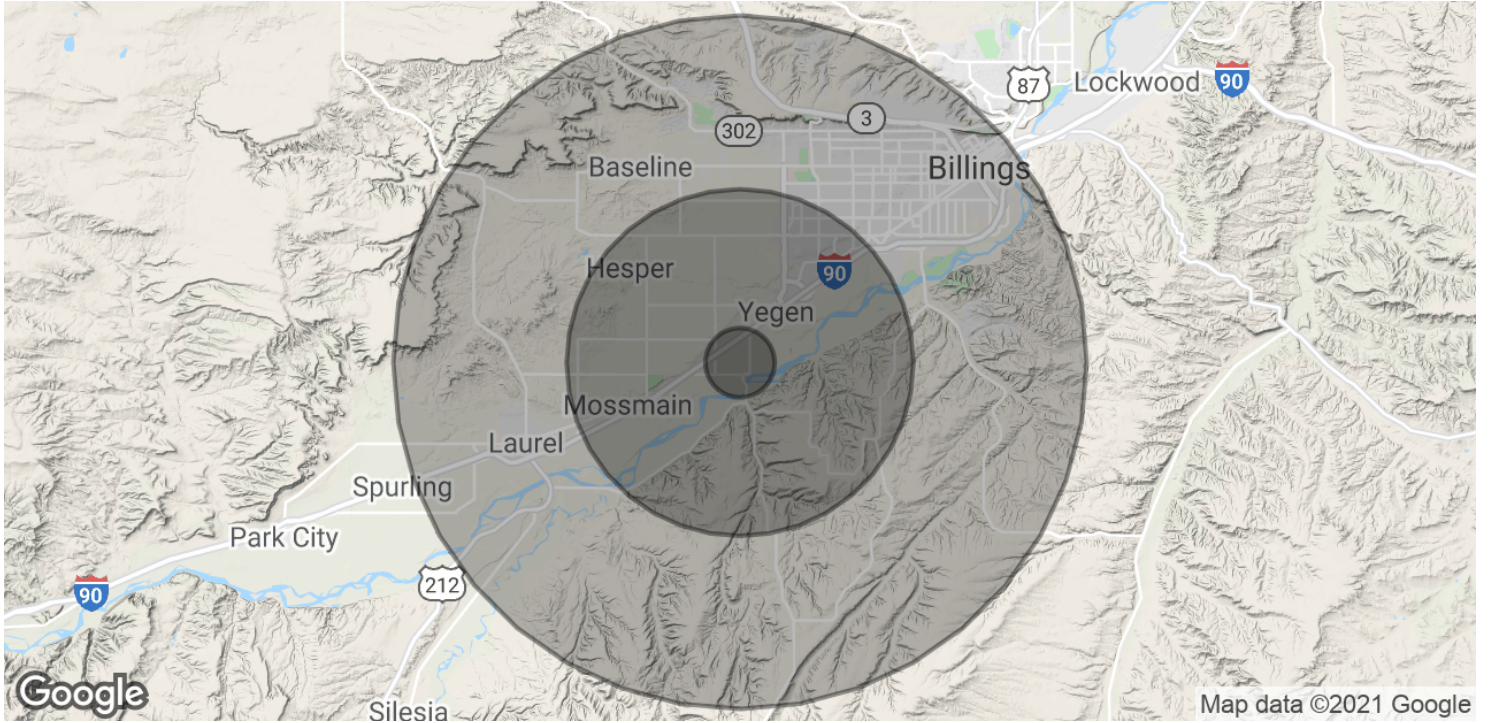 87
Lockwood
90
3
302
Baseline
Billings
Hesper
90
Yegen
Mossmain
Laurel
Spurling
Park City
212
90
Google
Silesia
Map data ©2021 Google